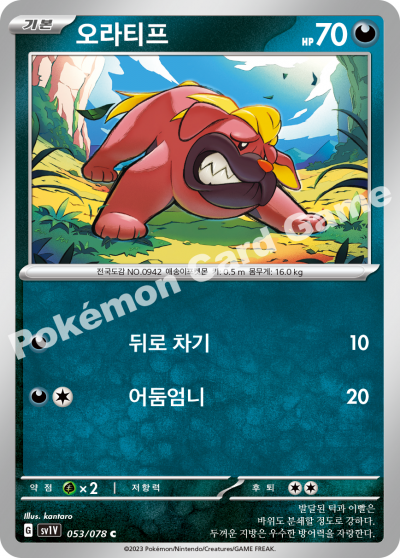 기본 오라티프 HP 70
전국도감 NO.0942 애송이포켓몬 키: 0.5 m 몸무게: 16.0 kg
Pokémon Card Game
뒤로 차기 10
어둠엄니 20
약점 ×2 저항력 후퇴
Illus. kantaro
G sv1V 053/078 C
발달된 턱과 어빨은
바위도 분쇄할 정도로 강하다.
두꺼운 지방은 우수한 방어력을 자랑한다.
©2023 Pokémon/Nintendo/Creatures/GAME FREAK.